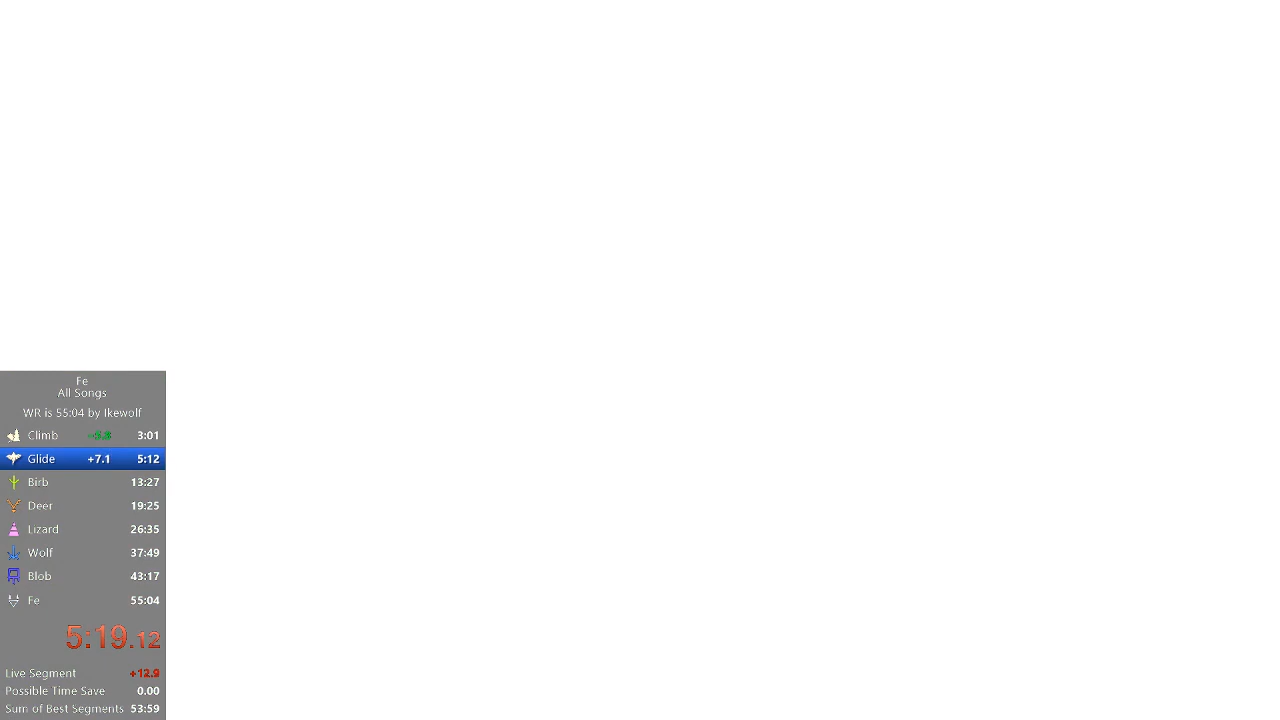 Fe
All Songs
WR is 55:04 by Ikewolf
Climb 3:01
Glide +7.1 5:12
Birb 13:27
Deer 19:25
Lizard 26:35
Wolf 37:49
Blob 43:17
Fe 55:04
5:19.12
Live Segment +12.9
Possible Time Save 0.00
Sum of Best Segments 53:59